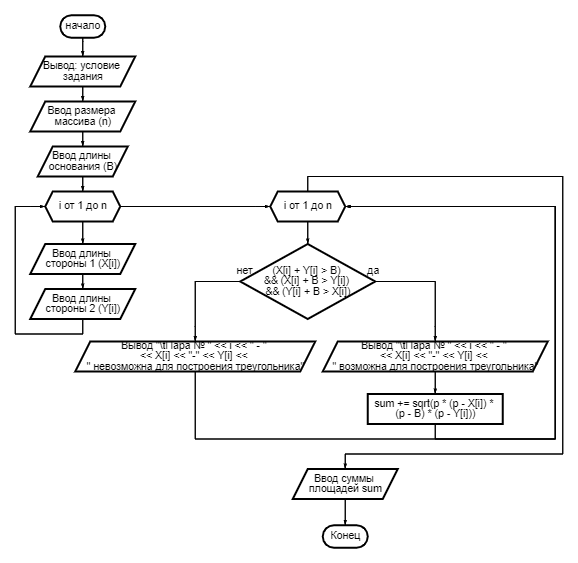 начало
Вывод: условие
задания
Ввод размера
массива (n)
Ввод длины
основания (B)
i от 1 до n
Ввод длины
стороны 1 (X[i])
Ввод длины
стороны 2 (Y[i])
i от 1 до n
нет
(X[i] + Y[i] > B)
&& (X[i] + B > Y[i])
&& (Y[i] + B > X[i])
да
Вывод "\tПара № " << i << " - "
<< X[i] << "-" << Y[i] <<
" невозможна для построения треугольника"
Вывод "\tПара № " << i << " - "
<< X[i] << "-" << Y[i] <<
" возможна для построения треугольника"
sum += sqrt(p * (p - X[i]) *
(p - B) * (p - Y[i]))
Ввод суммы
площадей sum
Конец